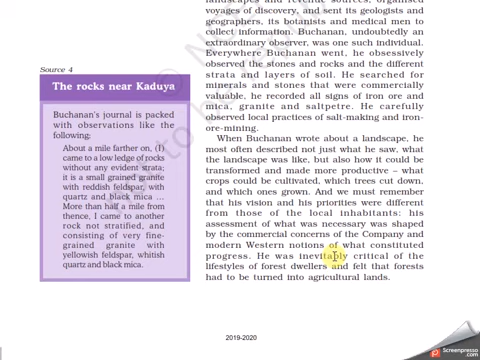 landscapes and revenue sources, organised
voyages of discovery, and sent its geologists and
geographers, its botanists and medical men to
collect information. Buchanan, undoubtedly an
extraordinary observer, was one such individual.
Everywhere Buchanan went, he obsessively
observed the stones and rocks and the different
strata and layers of soil. He searched for
minerals and stones that were commercially
valuable, he recorded all signs of iron ore and
mica, granite and saltpetre. He carefully
observed local practices of salt-making and iron-
ore-mining.
When Buchanan wrote about a landscape, he
most often described not just what he saw, what
the landscape was like, but also how it could be
transformed and made more productive – what
crops could be cultivated, which trees cut down,
and which ones grown. And we must remember
that his vision and his priorities were different
from those of the local inhabitants: his
assessment of what was necessary was shaped
by the commercial concerns of the Company and
modern Western notions of what constituted
progress. He was inevitably critical of the
lifestyles of forest dwellers and felt that forests
had to be turned into agricultural lands.
Source 4
The rocks near Kaduya
Buchanan's journal is packed
with observations like the
following:
About a mile farther on, (I)
came to a low ledge of rocks
without any evident strata;
it is a small grained granite
with reddish feldspar, with
quartz and black mica ...
More than half a mile from
thence, I came to another
rock not stratified, and
consisting of very fine-
grained granite with
yellowish feldspar, whitish
quartz and black mica.
2019-2020
Screenpresso